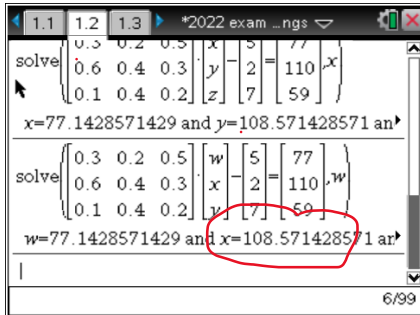 1.1 1.2 1.3 *2022 exam ...ngs
0.3 0.2 0.5 x 5 77
solve( 0.6 0.4 0.3 · y - 2 = 110 ,x )
0.1 0.4 0.2 z 7 59
x=77.1428571429 and y=108.571428571 an
0.3 0.2 0.5 w 5 77
solve( 0.6 0.4 0.3 · x - 2 = 110 ,w )
0.1 0.4 0.2 y 7 59
w=77.1428571429 and x=108.571428571 an
6/99